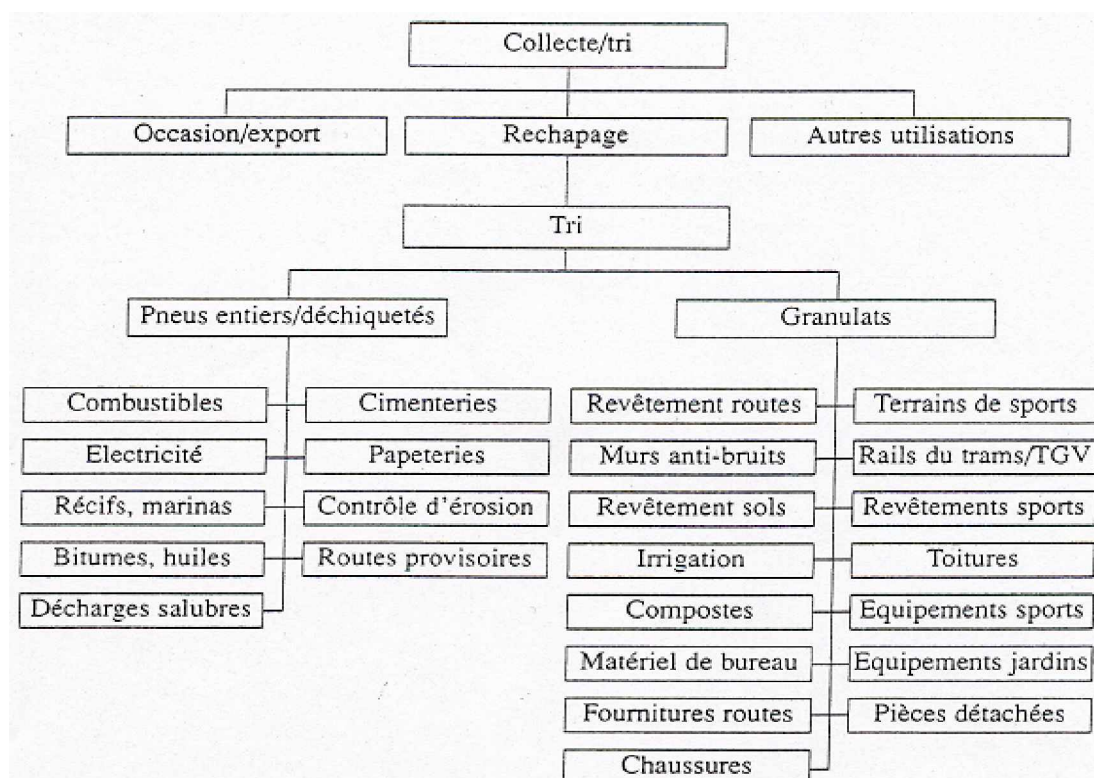 Collecte/tri
Occasion/export
Rechapage
Autres utilisations
Tri
Pneus entiers/déchiquetés
Granulats
Combustibles
Cimenteries
Electricité
Papeteries
Récifs, marinas
Contrôle d'érosion
Bitumes, huiles
Routes provisoires
Décharges salubres
Revêtement routes
Terrains de sports
Murs anti-bruits
Rails du trams/TGV
Revêtement sols
Revêtements sports
Irrigation
Toitures
Compostes
Equipements sports
Matériel de bureau
Equipements jardins
Fournitures routes
Pièces détachées
Chaussures